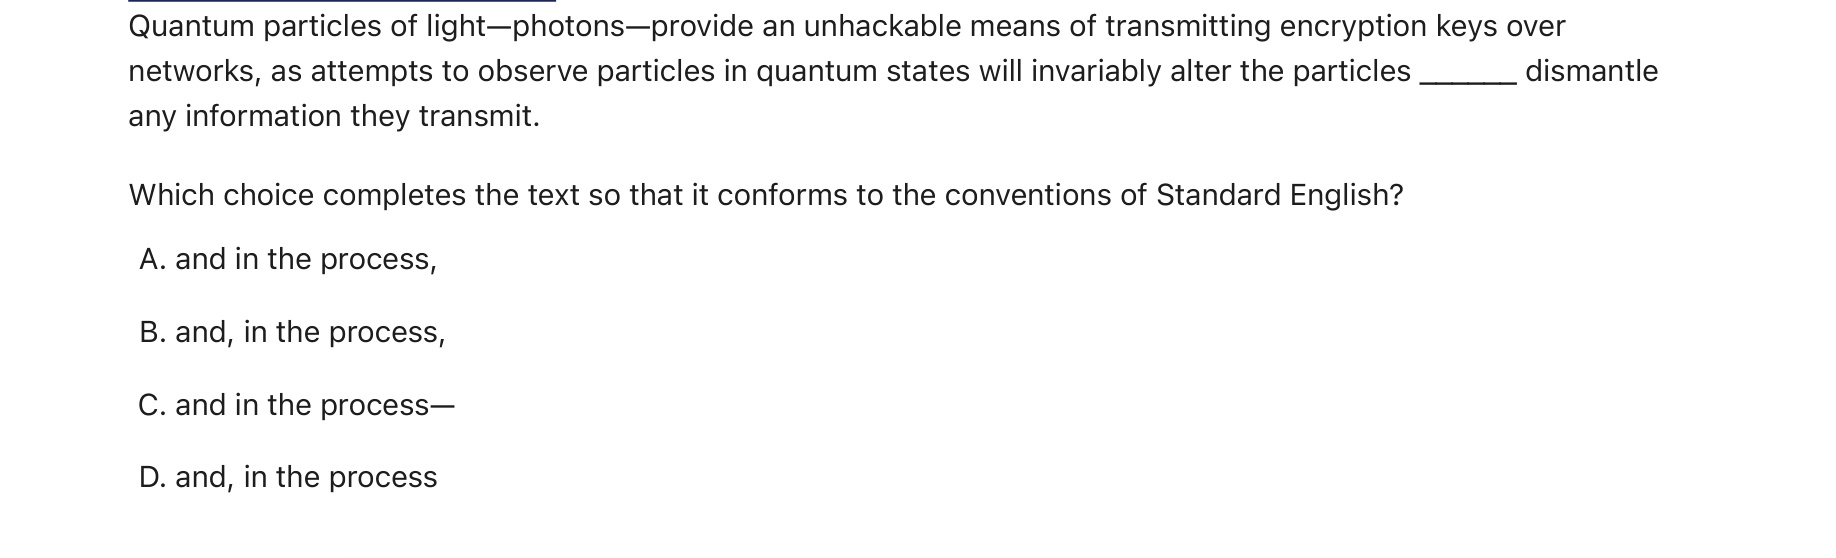 Quantum particles of light—photons—provide an unhackable means of transmitting encryption keys over
networks, as attempts to observe particles in quantum states will invariably alter the particles ______ dismantle
any information they transmit.
Which choice completes the text so that it conforms to the conventions of Standard English?
A. and in the process,
B. and, in the process,
C. and in the process—
D. and, in the process